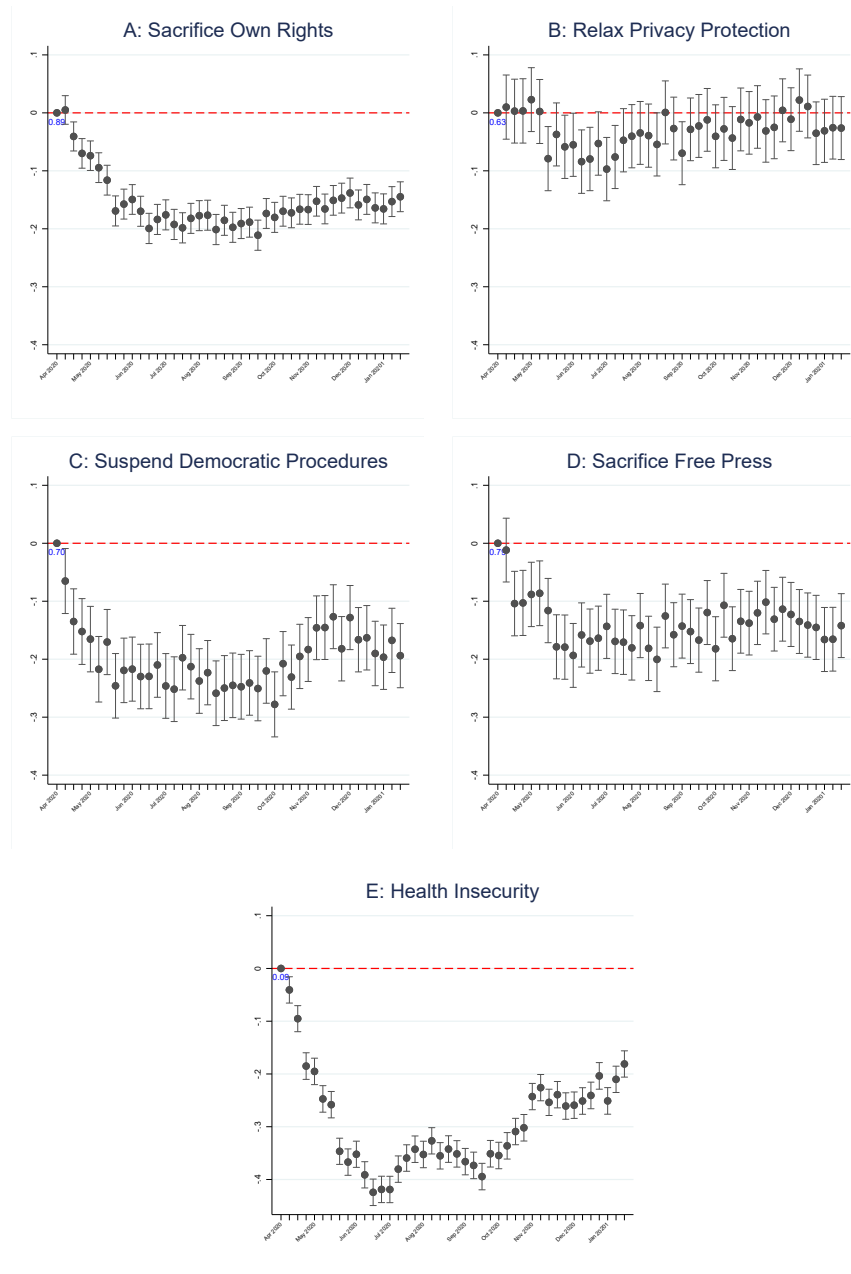 A: Sacrifice Own Rights
.1
0
-.1
-.2
-.3
-.4
0.89
Apr 2020
May 2020
Jun 2020
Jul 2020
Aug 2020
Sep 2020
Oct 2020
Nov 2020
Dec 2020
Jan 20201
B: Relax Privacy Protection
.1
0
-.1
-.2
-.3
-.4
0.63
Apr 2020
May 2020
Jun 2020
Jul 2020
Aug 2020
Sep 2020
Oct 2020
Nov 2020
Dec 2020
Jan 20201
C: Suspend Democratic Procedures
.1
0
-.1
-.2
-.3
-.4
0.70
Apr 2020
May 2020
Jun 2020
Jul 2020
Aug 2020
Sep 2020
Oct 2020
Nov 2020
Dec 2020
Jan 20201
D: Sacrifice Free Press
.1
0
-.1
-.2
-.3
-.4
Apr 2020
May 2020
Jun 2020
Jul 2020
Aug 2020
Sep 2020
Oct 2020
Nov 2020
Dec 2020
Jan 20201
E: Health Insecurity
.1
0
-.1
-.2
-.3
-.4
0.09
Apr 2020
May 2020
Jun 2020
Jul 2020
Aug 2020
Sep 2020
Oct 2020
Nov 2020
Dec 2020
Jan 20201